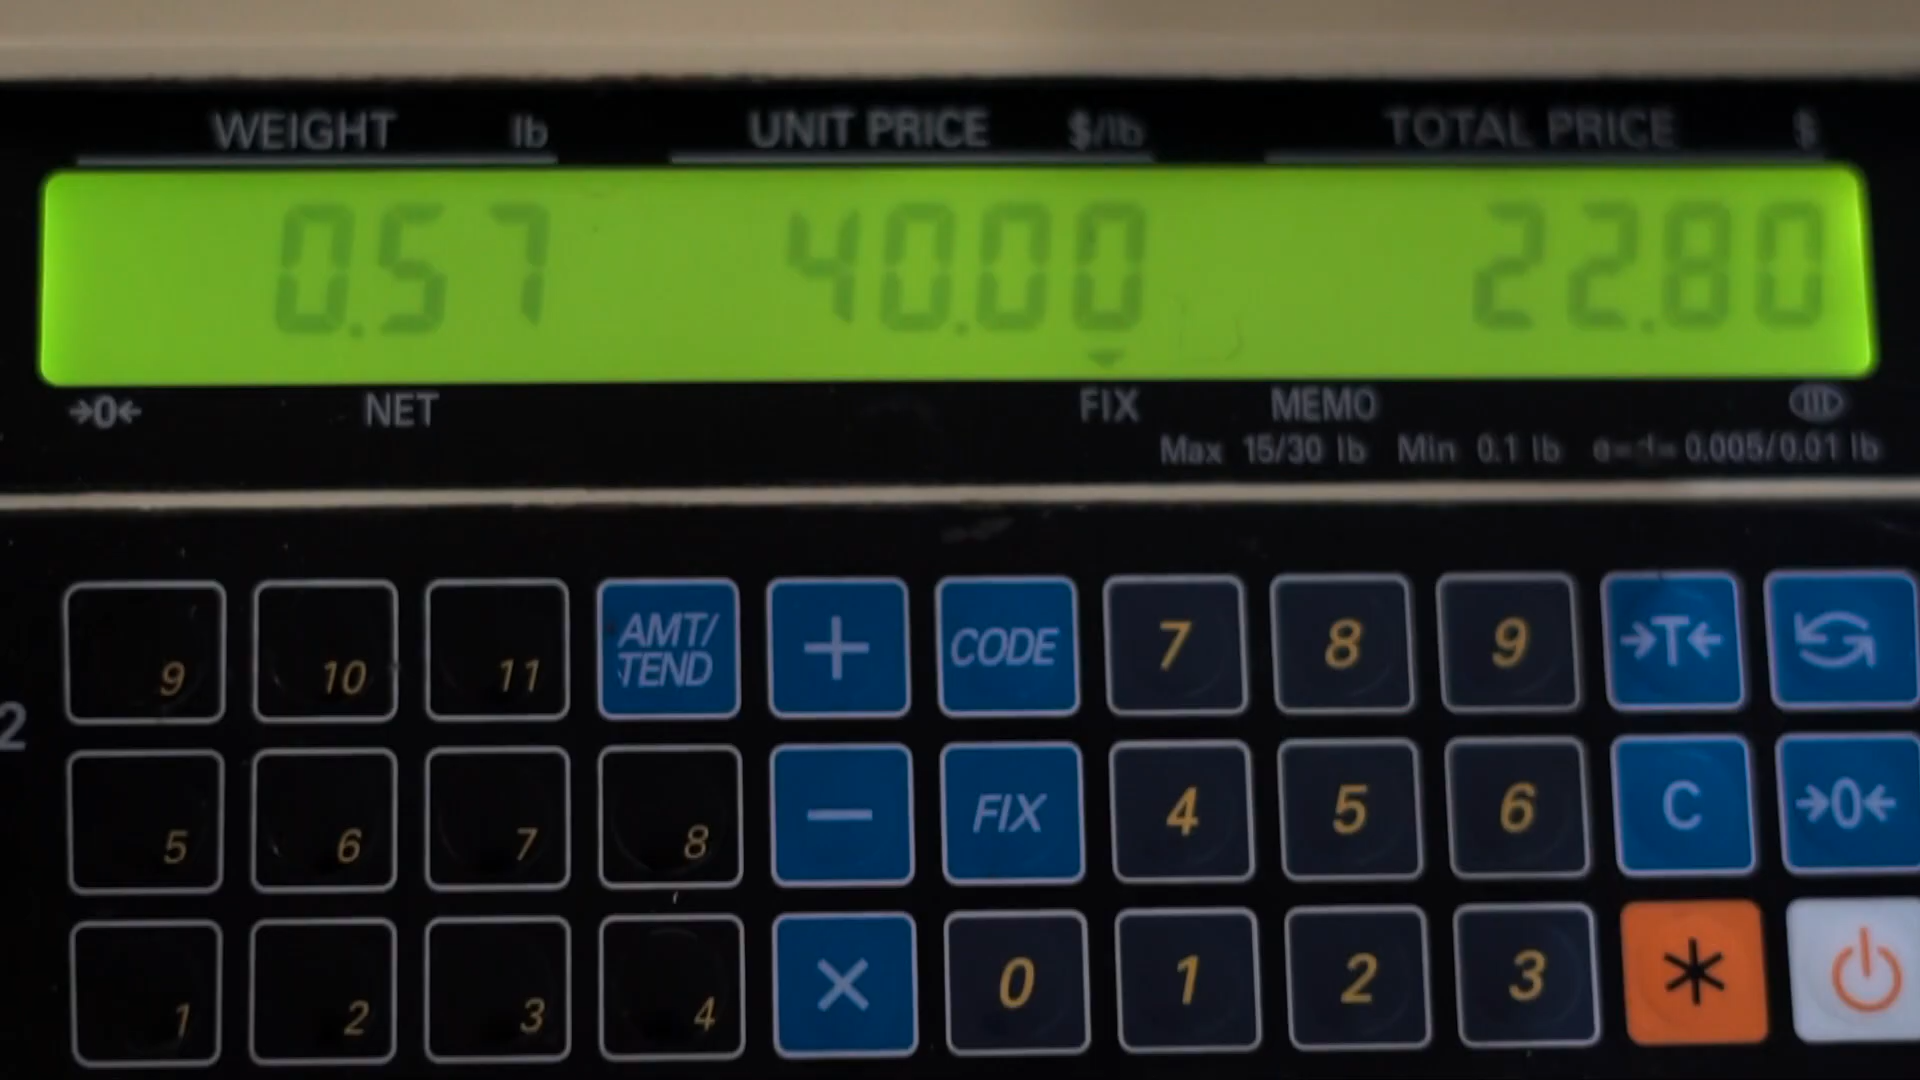 WEIGHT lb UNIT PRICE $/lb TOTAL PRICE $
0.57 40.00 22.80
→0← NET FIX MEMO
Max 15/30 lb Min 0.1 lb e=d= 0.005/0.01 lb
9 10 11 AMT/TEND + CODE 7 8 9 →T←
2
5 6 7 8 − FIX 4 5 6 C →0←
1 2 3 4 × 0 1 2 3 *